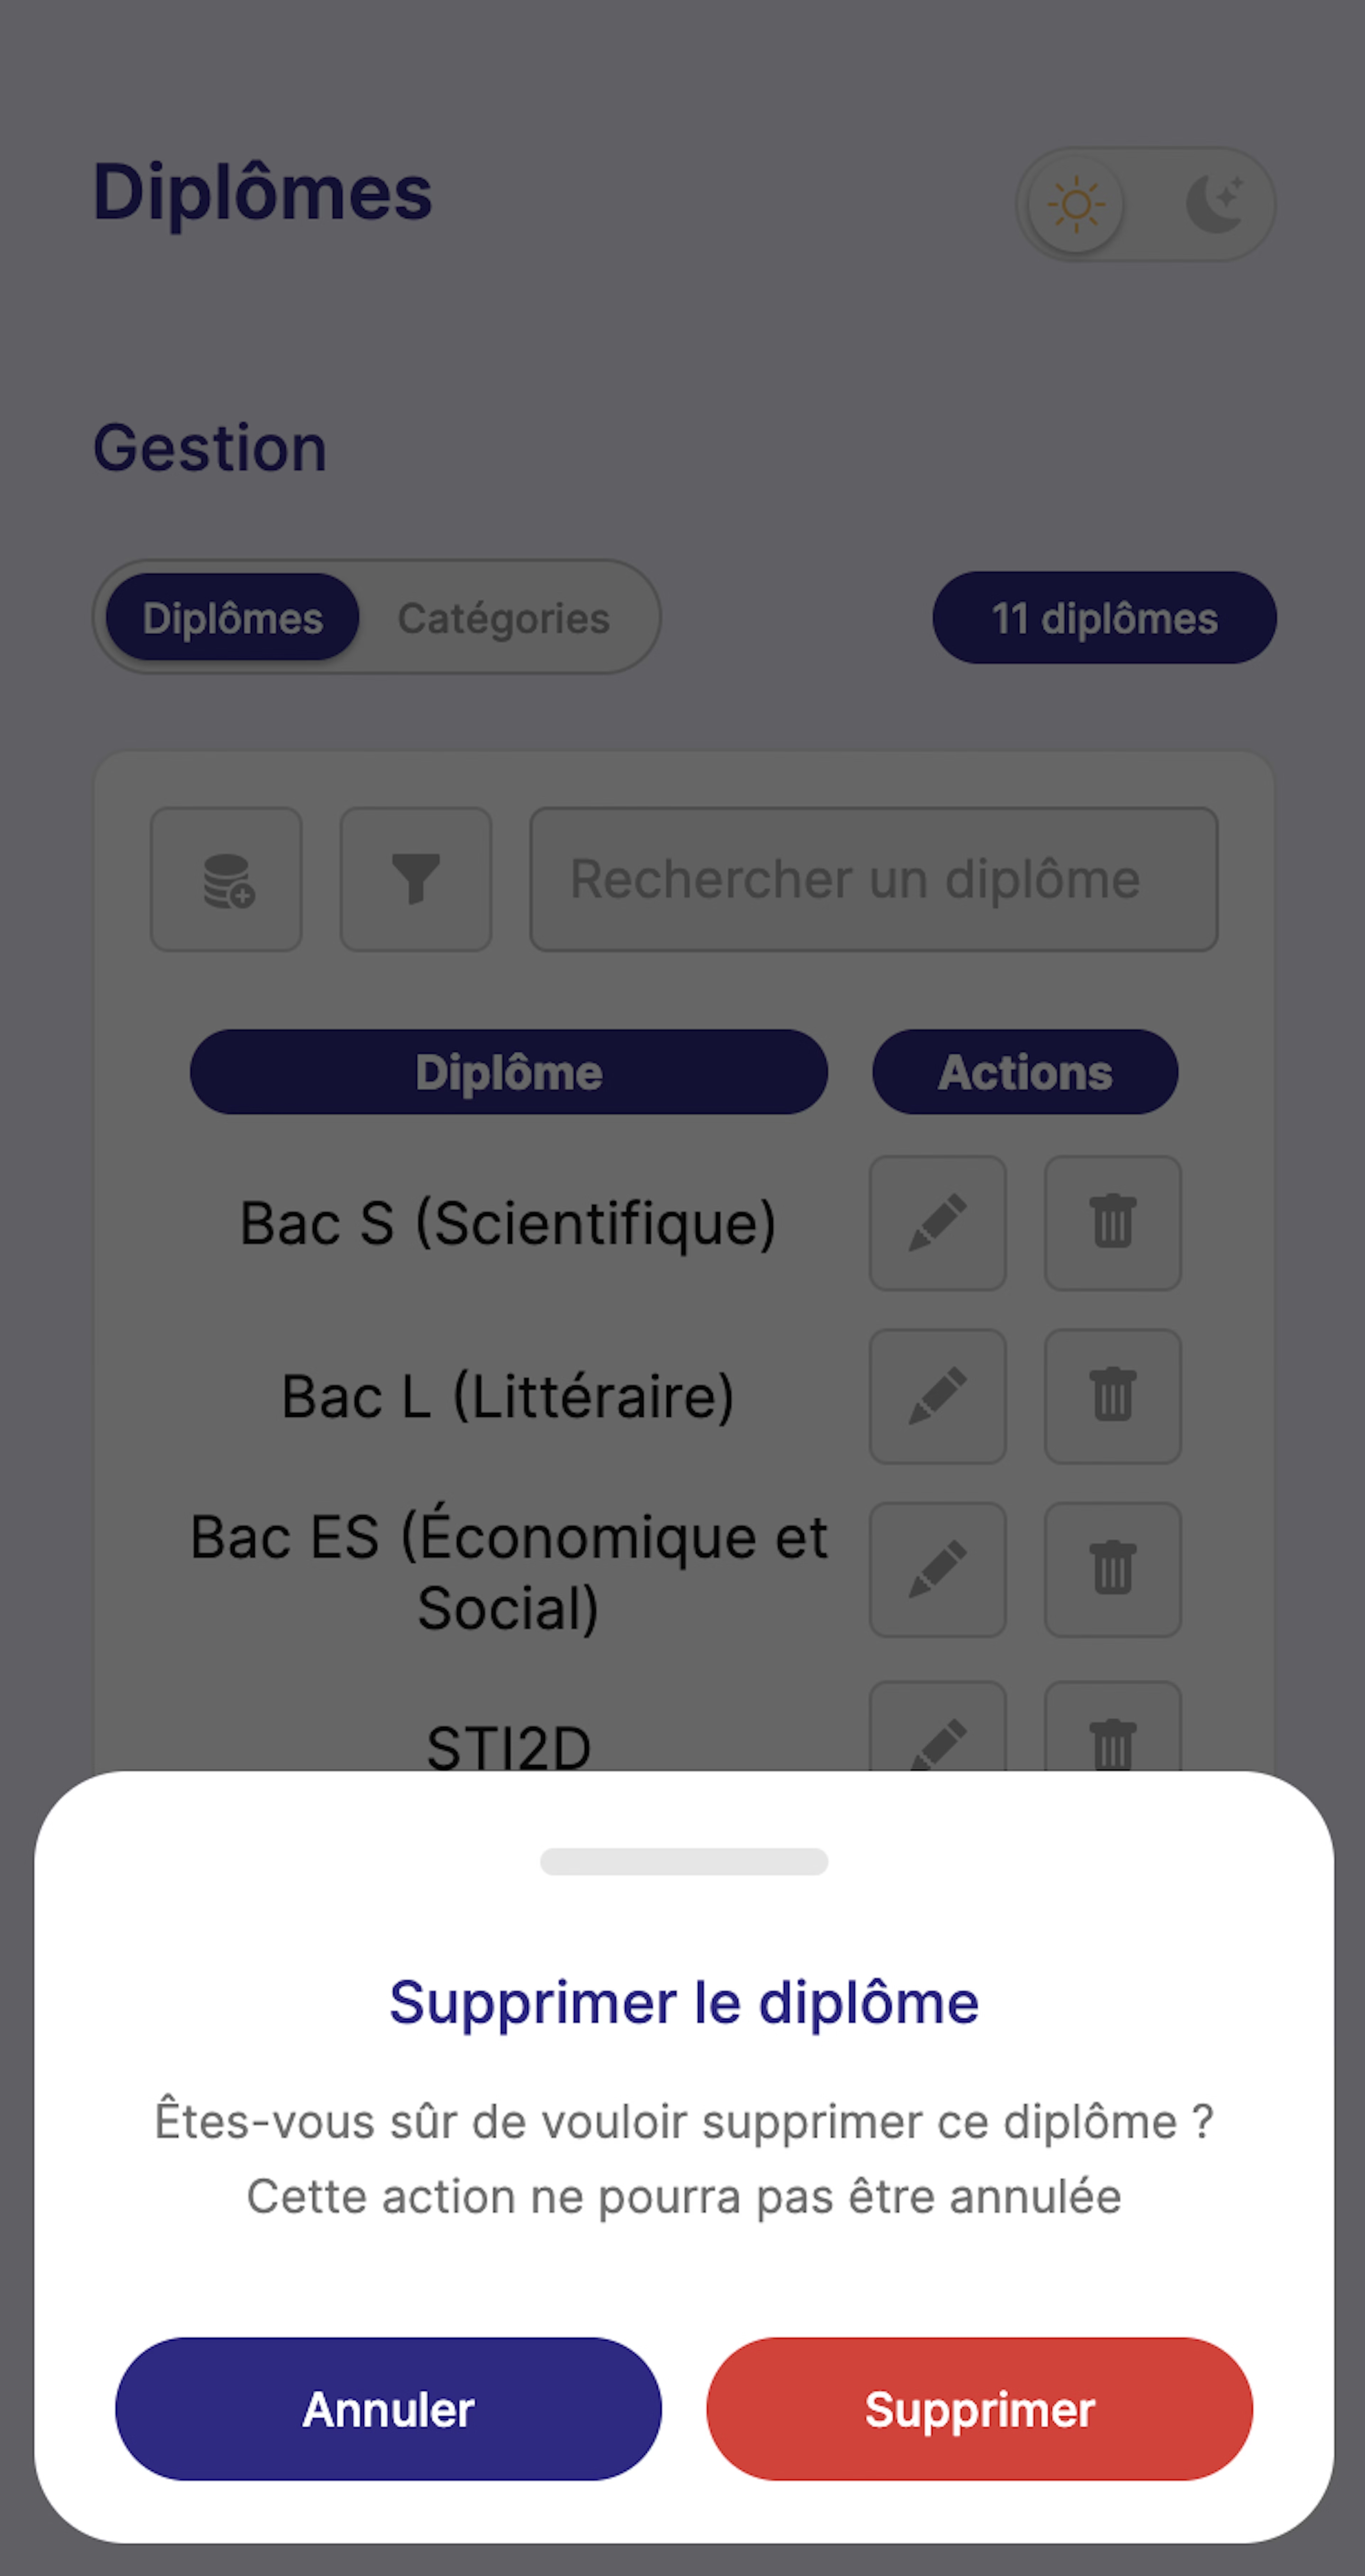 Diplômes
Gestion
Diplômes Catégories 11 diplômes
Rechercher un diplôme
Diplôme Actions
Bac S (Scientifique)
Bac L (Littéraire)
Bac ES (Économique et
Social)
STI2D
Supprimer le diplôme
Êtes-vous sûr de vouloir supprimer ce diplôme ?
Cette action ne pourra pas être annulée
Annuler Supprimer